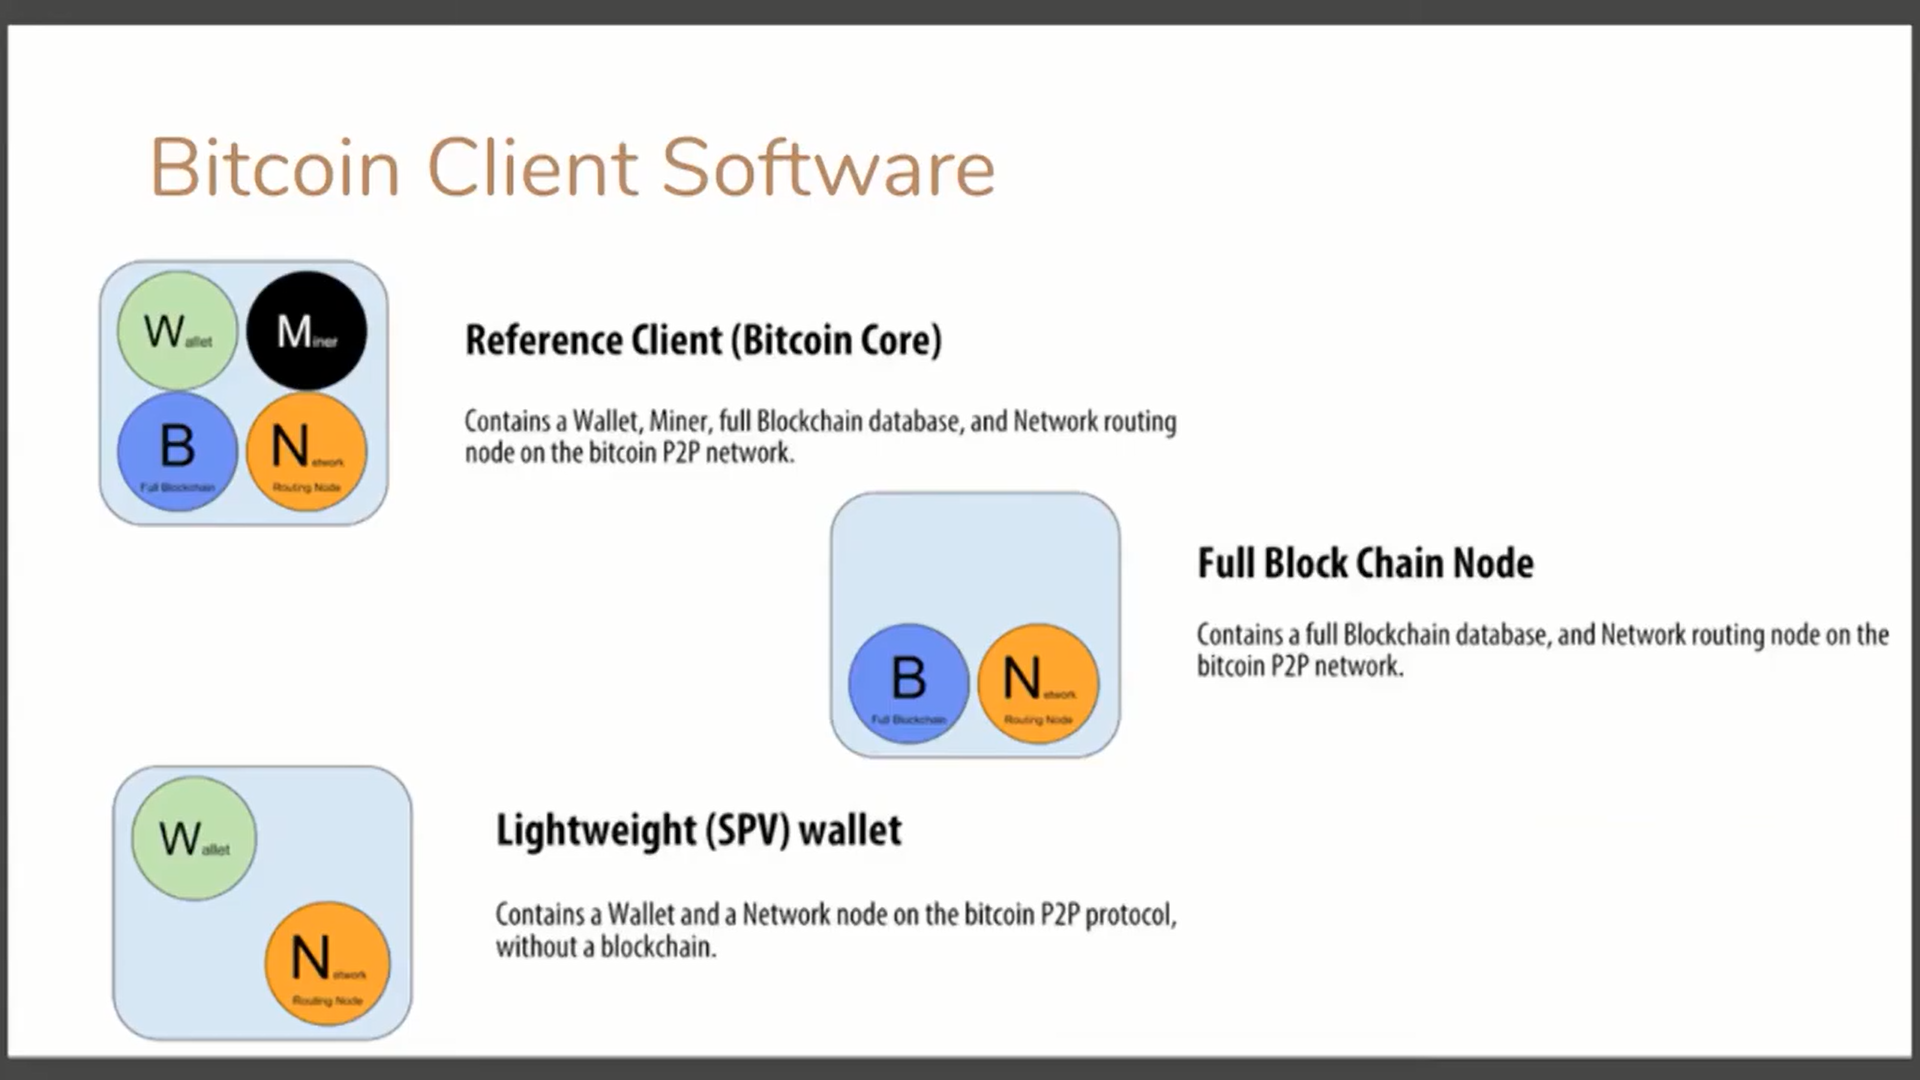 Bitcoin Client Software
Wallet
Miner
B
Full Blockchain
Network
Routing Node
Reference Client (Bitcoin Core)
Contains a Wallet, Miner, full Blockchain database, and Network routing
node on the bitcoin P2P network.
B
Full Blockchain
Network
Routing Node
Full Block Chain Node
Contains a full Blockchain database, and Network routing node on the
bitcoin P2P network.
Wallet
Network
Routing Node
Lightweight (SPV) wallet
Contains a Wallet and a Network node on the bitcoin P2P protocol,
without a blockchain.